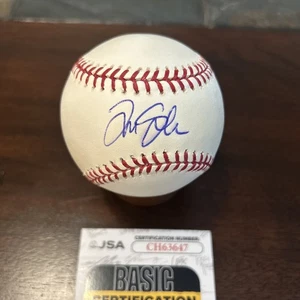 JSA
CERTIFICATION NUMBER:
CH63647
BASIC
CERTIFICATION